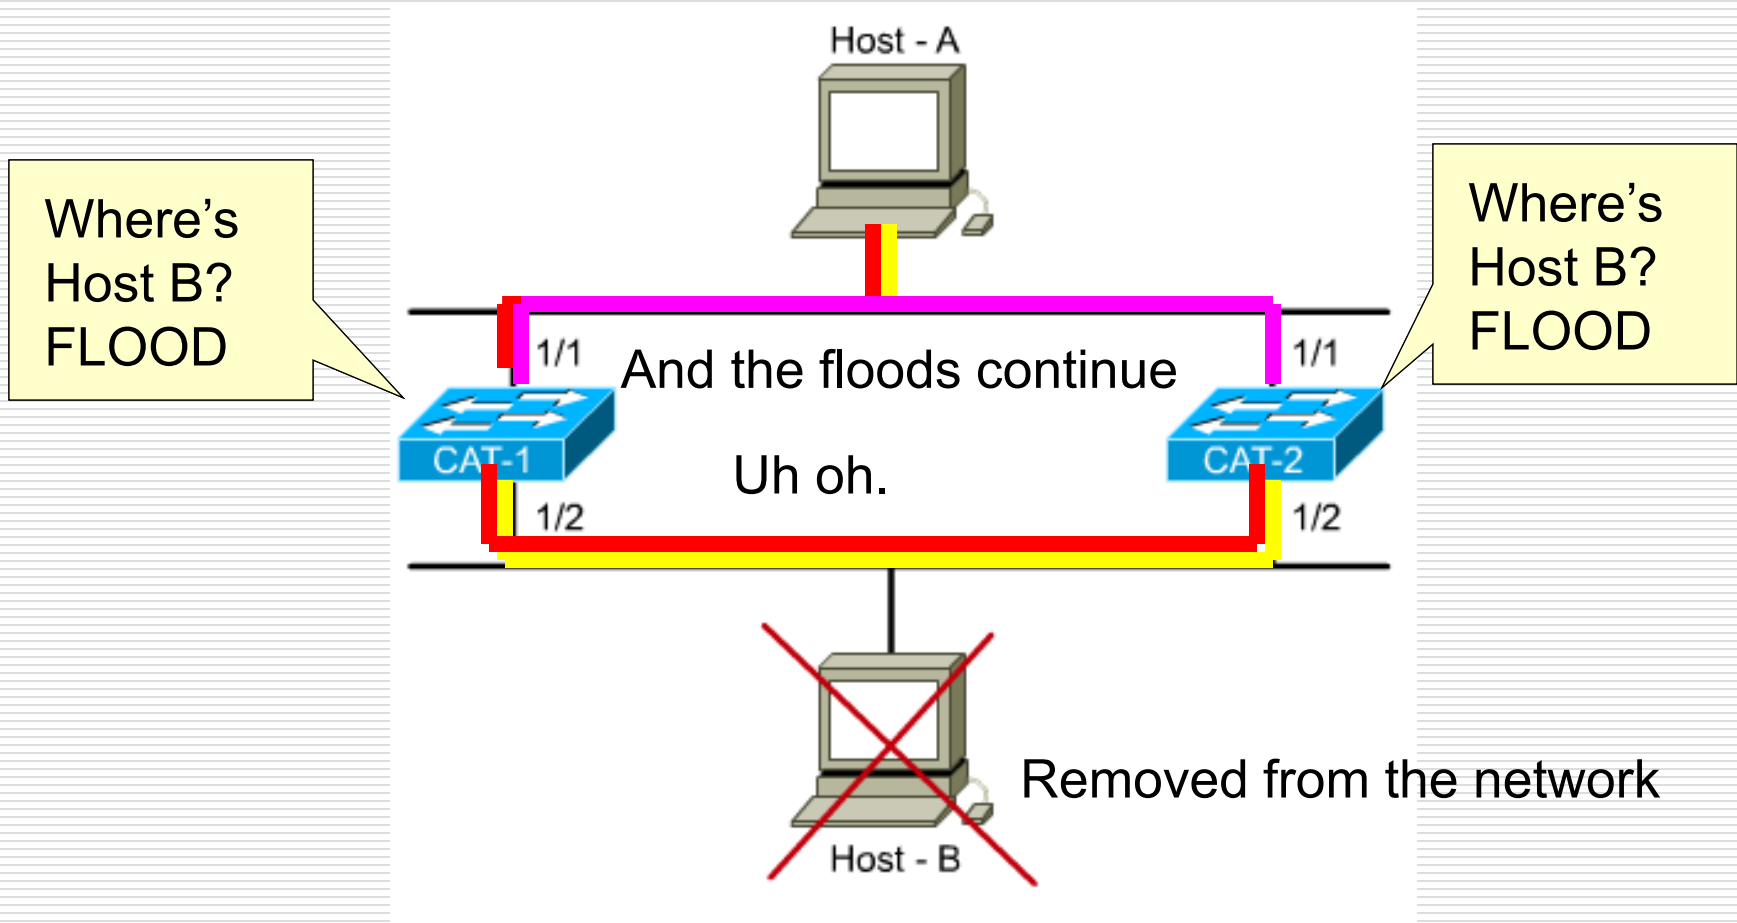 Host - A
Where’s
Host B?
FLOOD
Where’s
Host B?
FLOOD
1/1
And the floods continue
1/1
CAT-1
Uh oh.
CAT-2
1/2
1/2
Removed from the network
Host - B